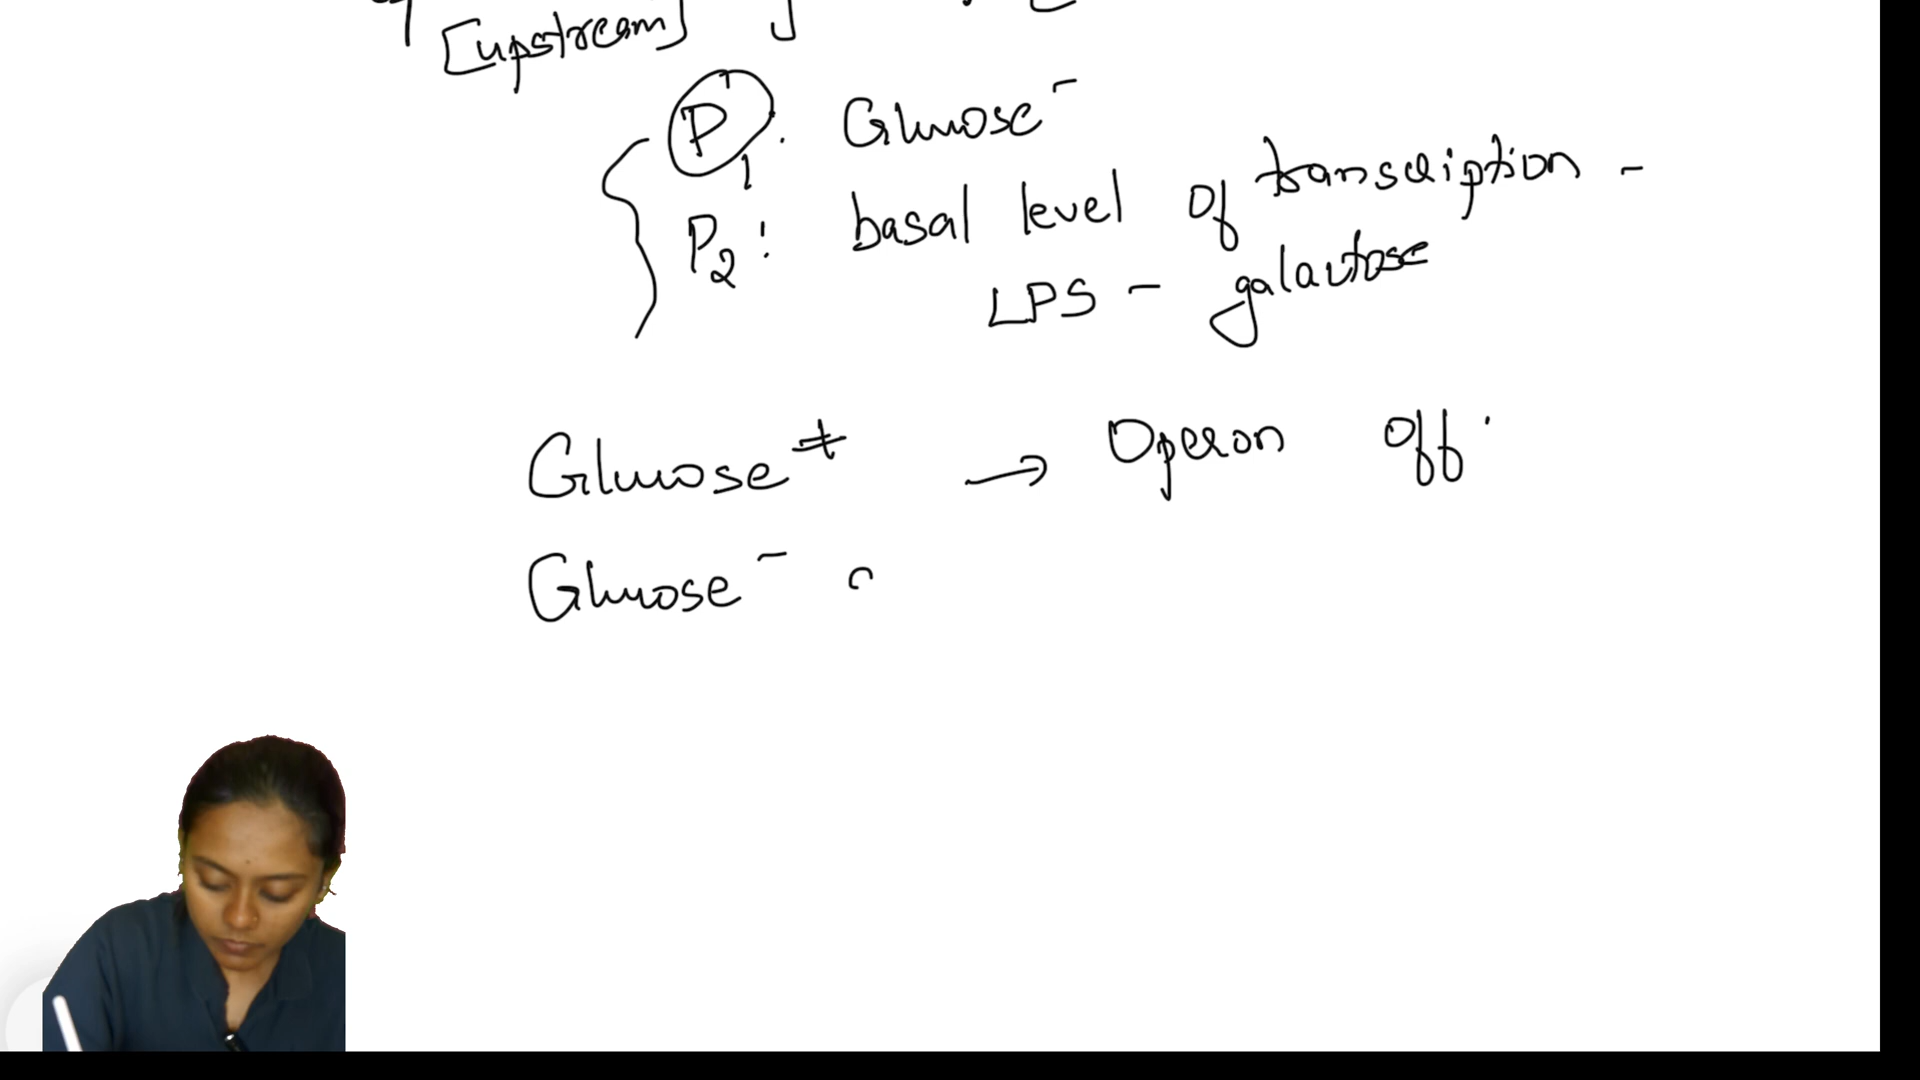 [upstream]
P1: Glucose⁻
P2: basal level of transcription -
LPS - galactose
Glucose⁺ → Operon off.
Glucose⁻